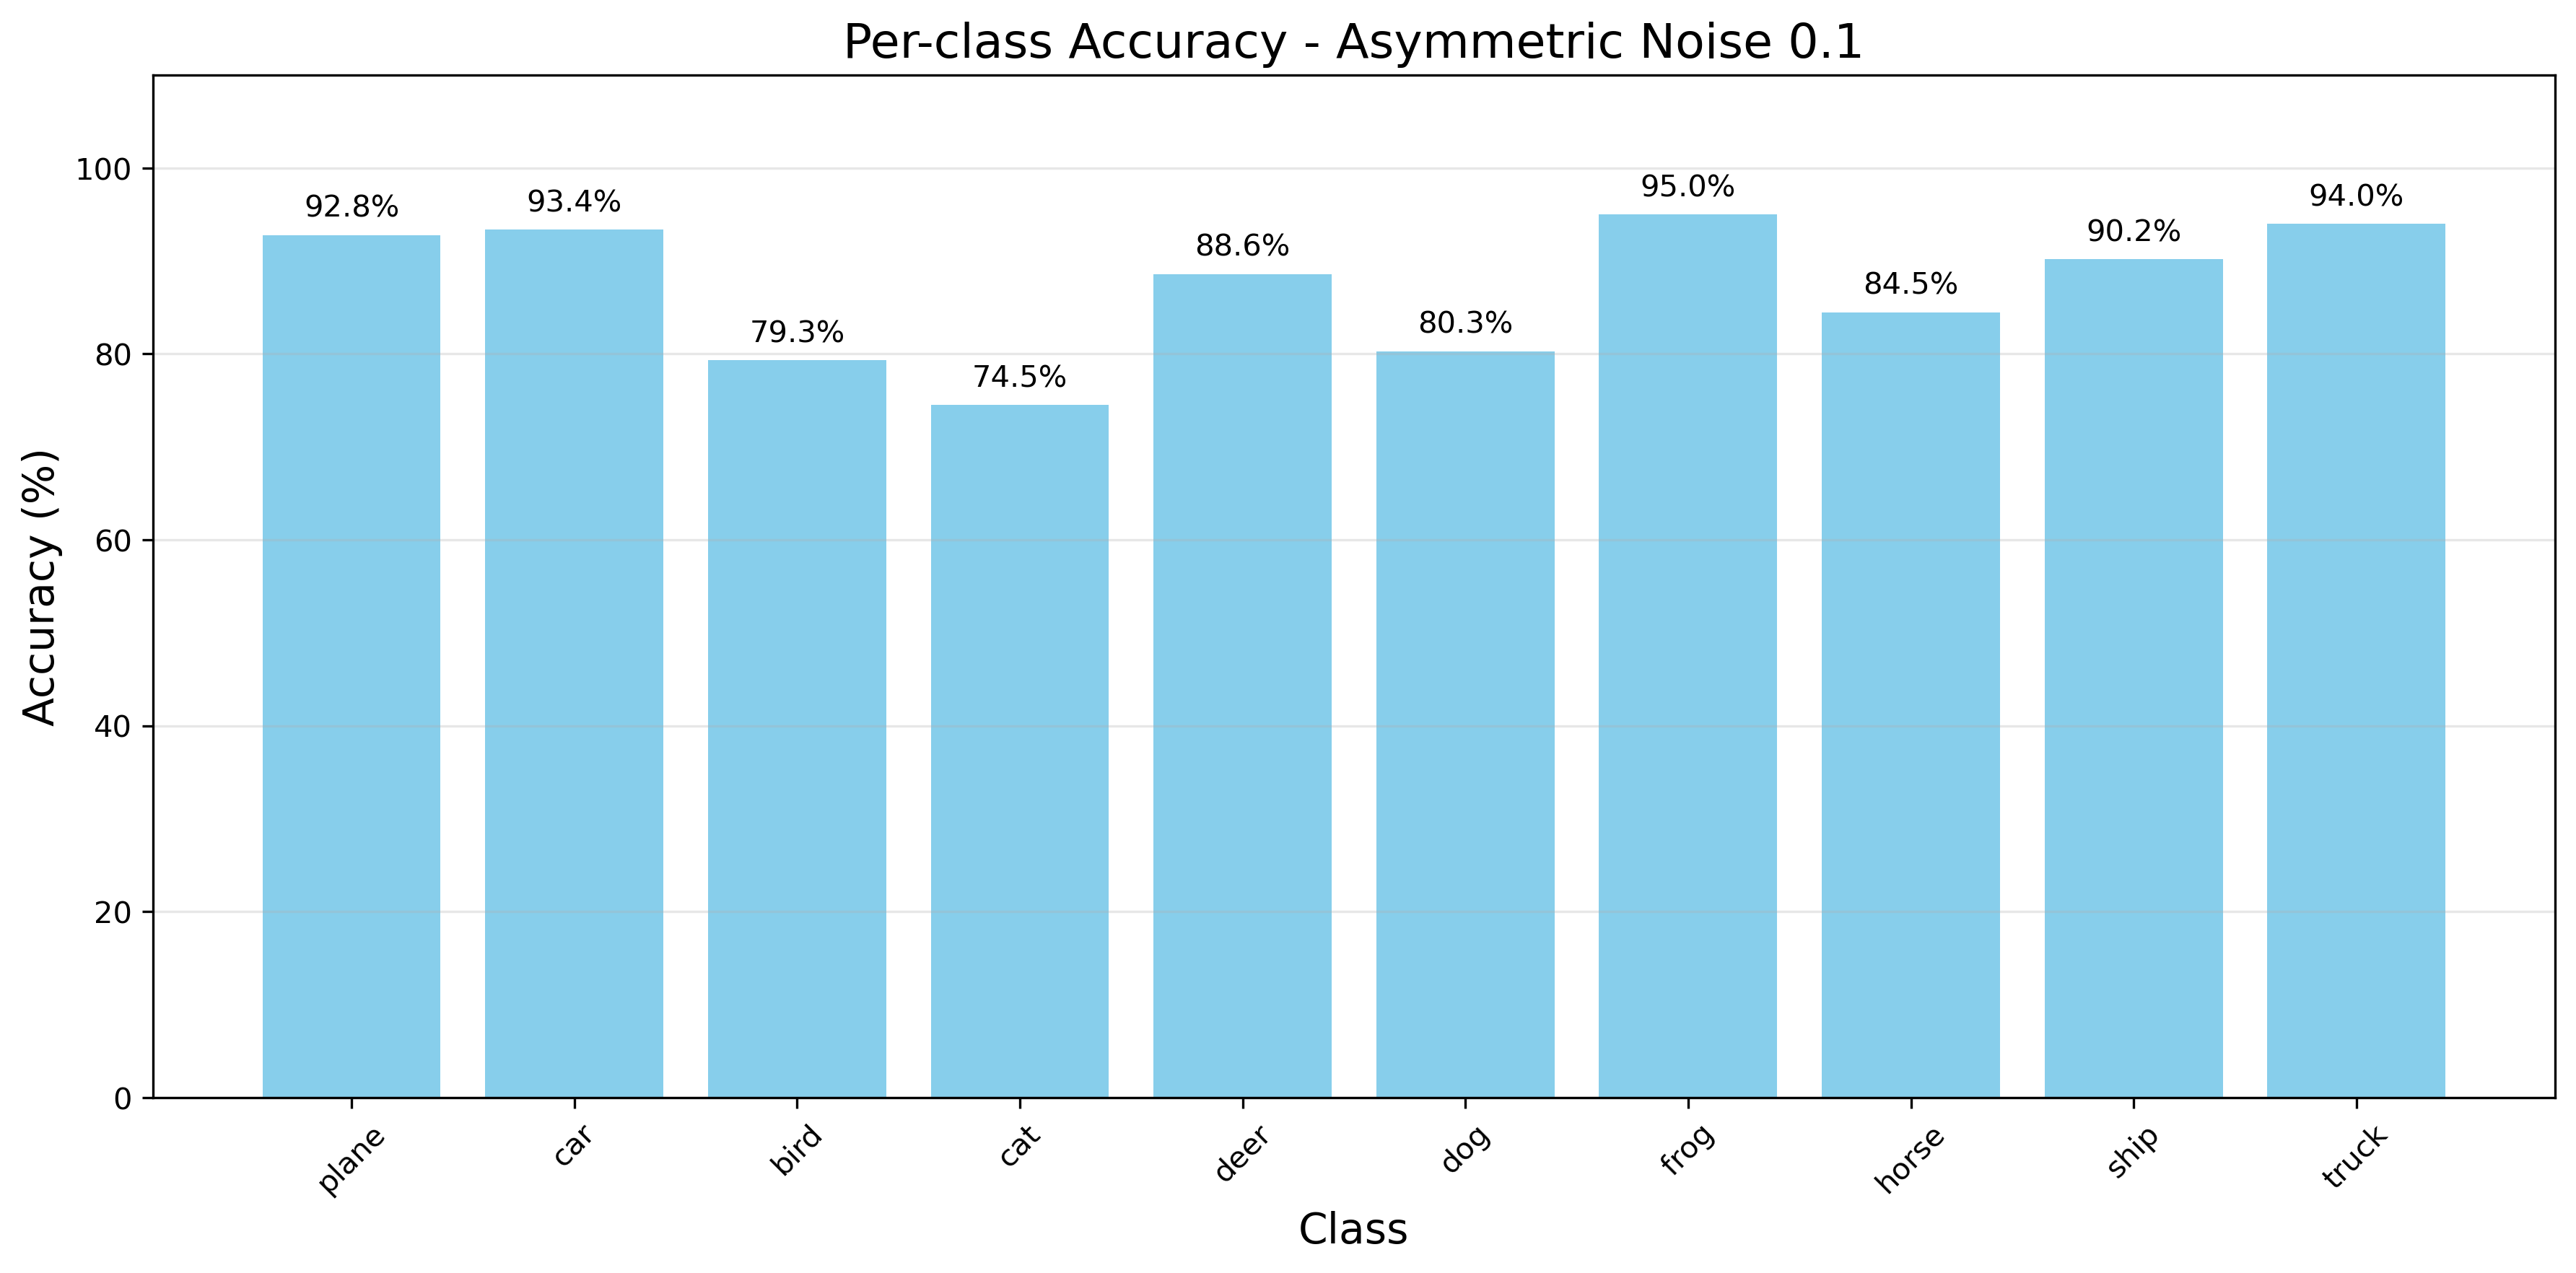 Per-class Accuracy - Asymmetric Noise 0.1
Accuracy (%)
100
80
60
40
20
0
92.8%
93.4%
79.3%
74.5%
88.6%
80.3%
95.0%
84.5%
90.2%
94.0%
plane
car
bird
cat
deer
dog
frog
horse
ship
truck
Class